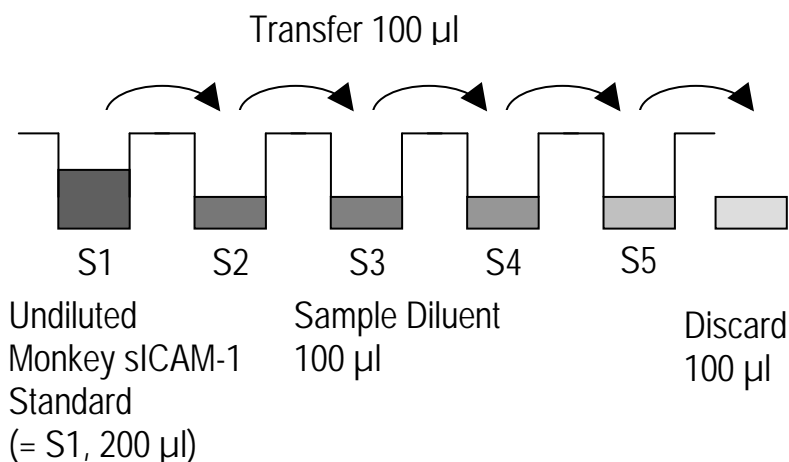 Transfer 100 µl
S1 S2 S3 S4 S5
Undiluted
Monkey sICAM-1
Standard
(= S1, 200 µl)
Sample Diluent
100 µl
Discard
100 µl